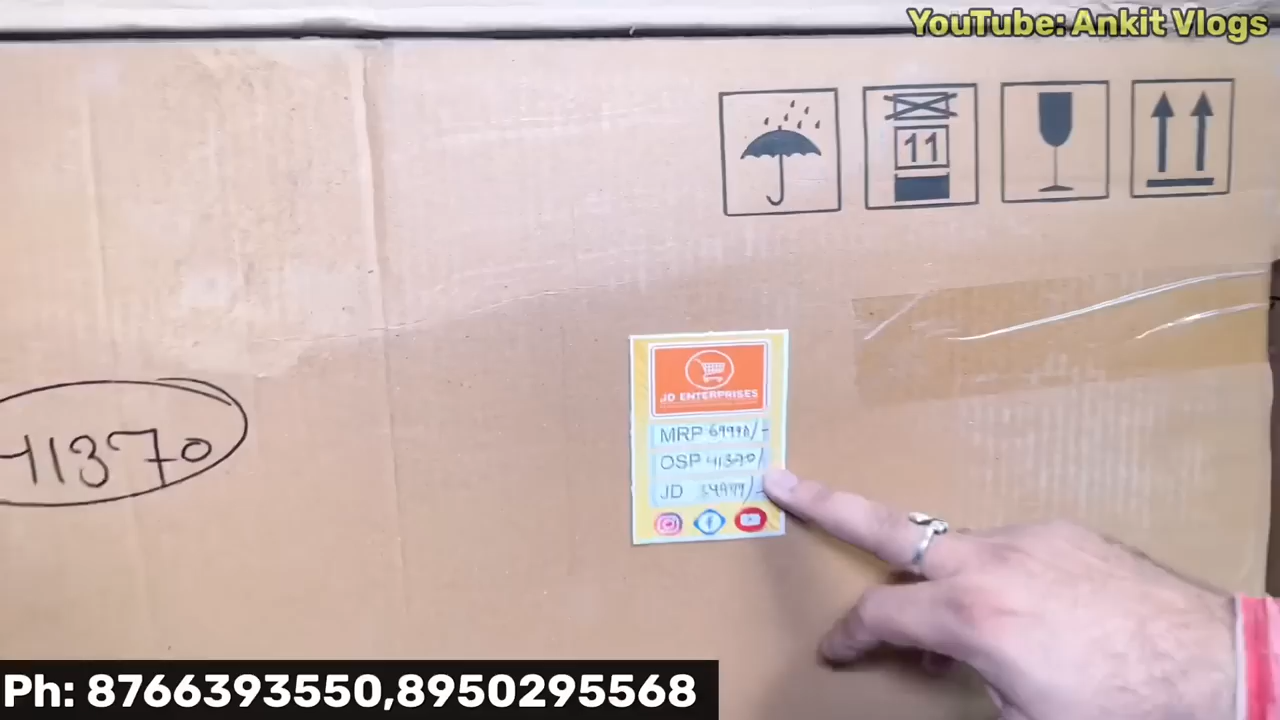 YouTube: Ankit Vlogs
11
JD ENTERPRISES
MRP 69990/-
OSP 41370/
JD 34999/-
41370
Ph: 8766393550,8950295568